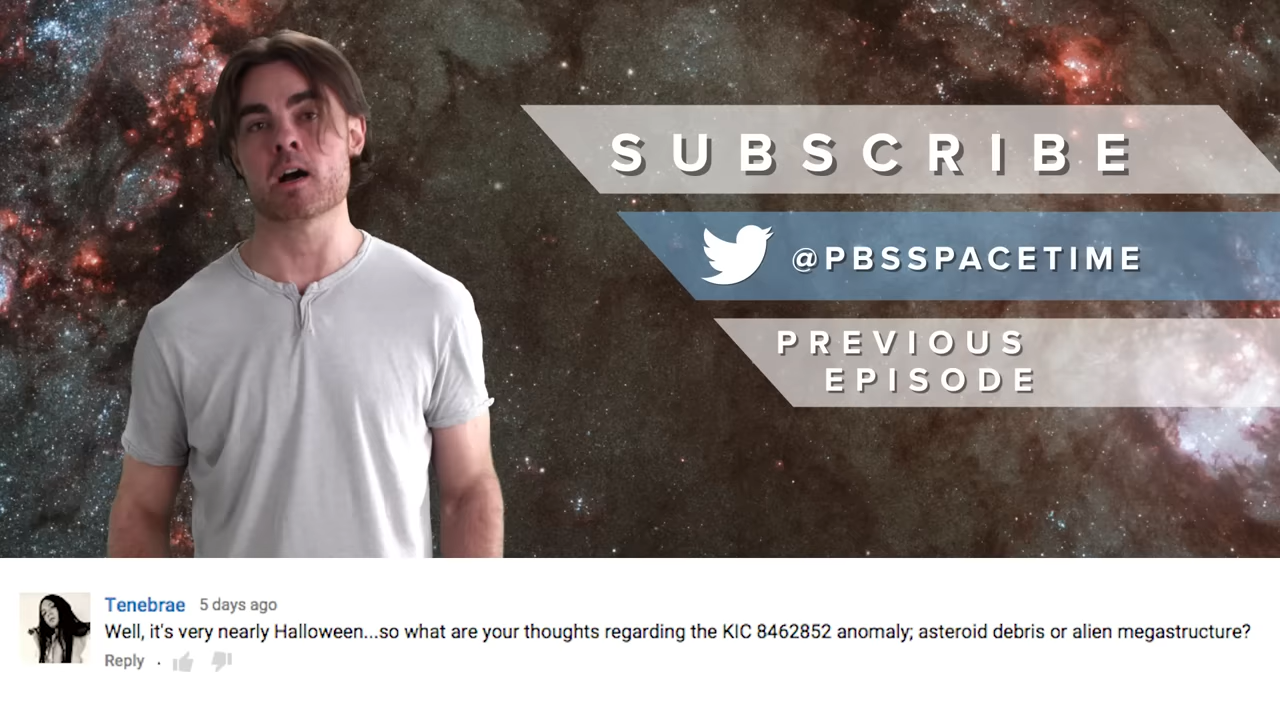 SUBSCRIBE
@PBSSPACETIME
PREVIOUS
EPISODE
Tenebrae 5 days ago
Well, it's very nearly Halloween...so what are your thoughts regarding the KIC 8462852 anomaly; asteroid debris or alien megastructure?
Reply ·